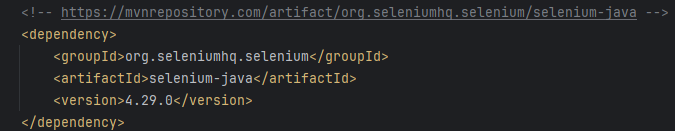 <!-- https://mvnrepository.com/artifact/org.seleniumhq.selenium/selenium-java -->
<dependency>
<groupId>org.seleniumhq.selenium</groupId>
<artifactId>selenium-java</artifactId>
<version>4.29.0</version>
</dependency>